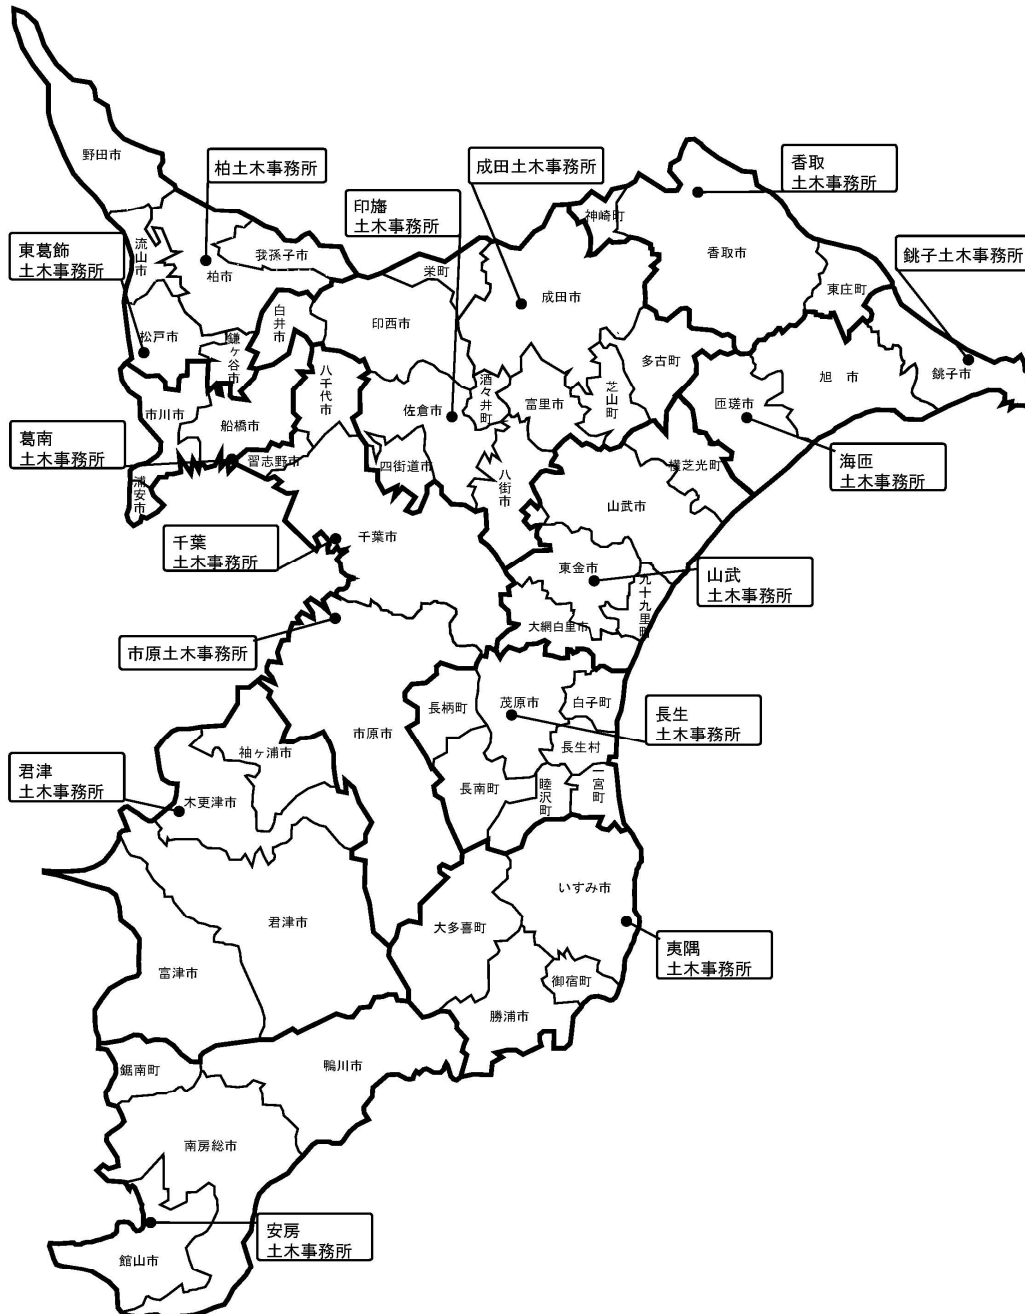 野田市
柏土木事務所
成田土木事務所
香取
土木事務所
印旛
土木事務所
神崎町
東葛飾
土木事務所
流山市
我孫子市
柏市
栄町
香取市
銚子土木事務所
東庄町
成田市
白井市
印西市
松戸市
鎌ヶ谷市
多古町
八千代市
酒々井町
芝山町
旭 市
銚子市
市川市
船橋市
佐倉市
富里市
匝瑳市
葛南
土木事務所
習志野市
四街道市
八街市
横芝光町
海匝
土木事務所
浦安市
山武市
千葉
土木事務所
千葉市
東金市
九十九里町
山武
土木事務所
大網白里市
市原土木事務所
長柄町
茂原市
白子町
長生
土木事務所
市原市
長生村
袖ヶ浦市
君津
土木事務所
木更津市
長南町
睦沢町
一宮町
いすみ市
君津市
大多喜町
夷隅
土木事務所
富津市
御宿町
勝浦市
鋸南町
鴨川市
南房総市
安房
土木事務所
館山市